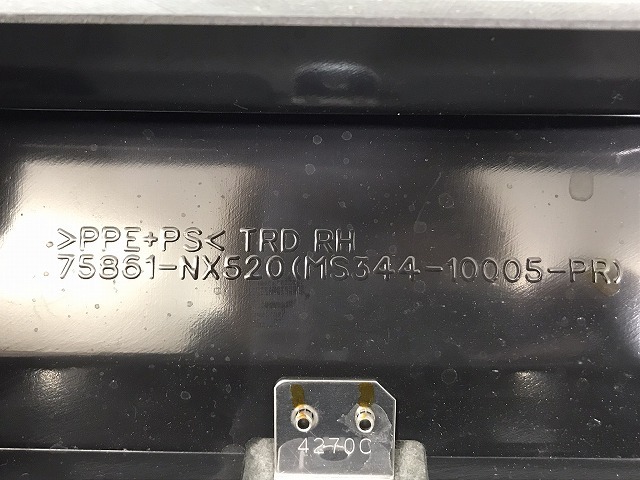 >PPE+PS< TRD RH
75861-NX520(MS344-10005-PR)
4270C